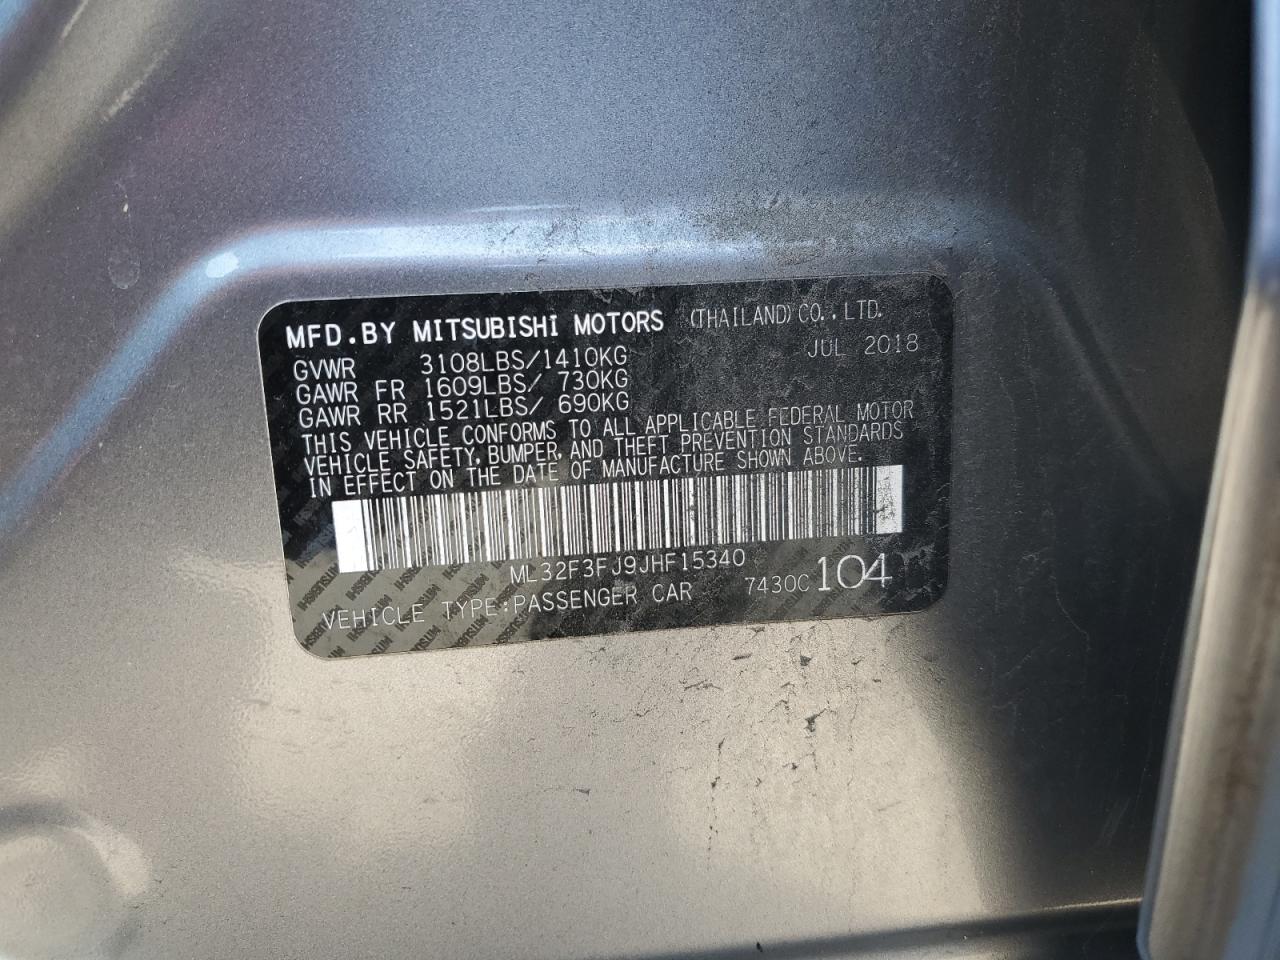 MFD.BY MITSUBISHI MOTORS (THAILAND) CO.,LTD.
GVWR 3108LBS/1410KG JUL 2018
GAWR FR 1609LBS/ 730KG
GAWR RR 1521LBS/ 690KG
THIS VEHICLE CONFORMS TO ALL APPLICABLE FEDERAL MOTOR
VEHICLE SAFETY, BUMPER, AND THEFT PREVENTION STANDARDS
IN EFFECT ON THE DATE OF MANUFACTURE SHOWN ABOVE.
ML32F3FJ9JHF15340
VEHICLE TYPE:PASSENGER CAR 7430C 104